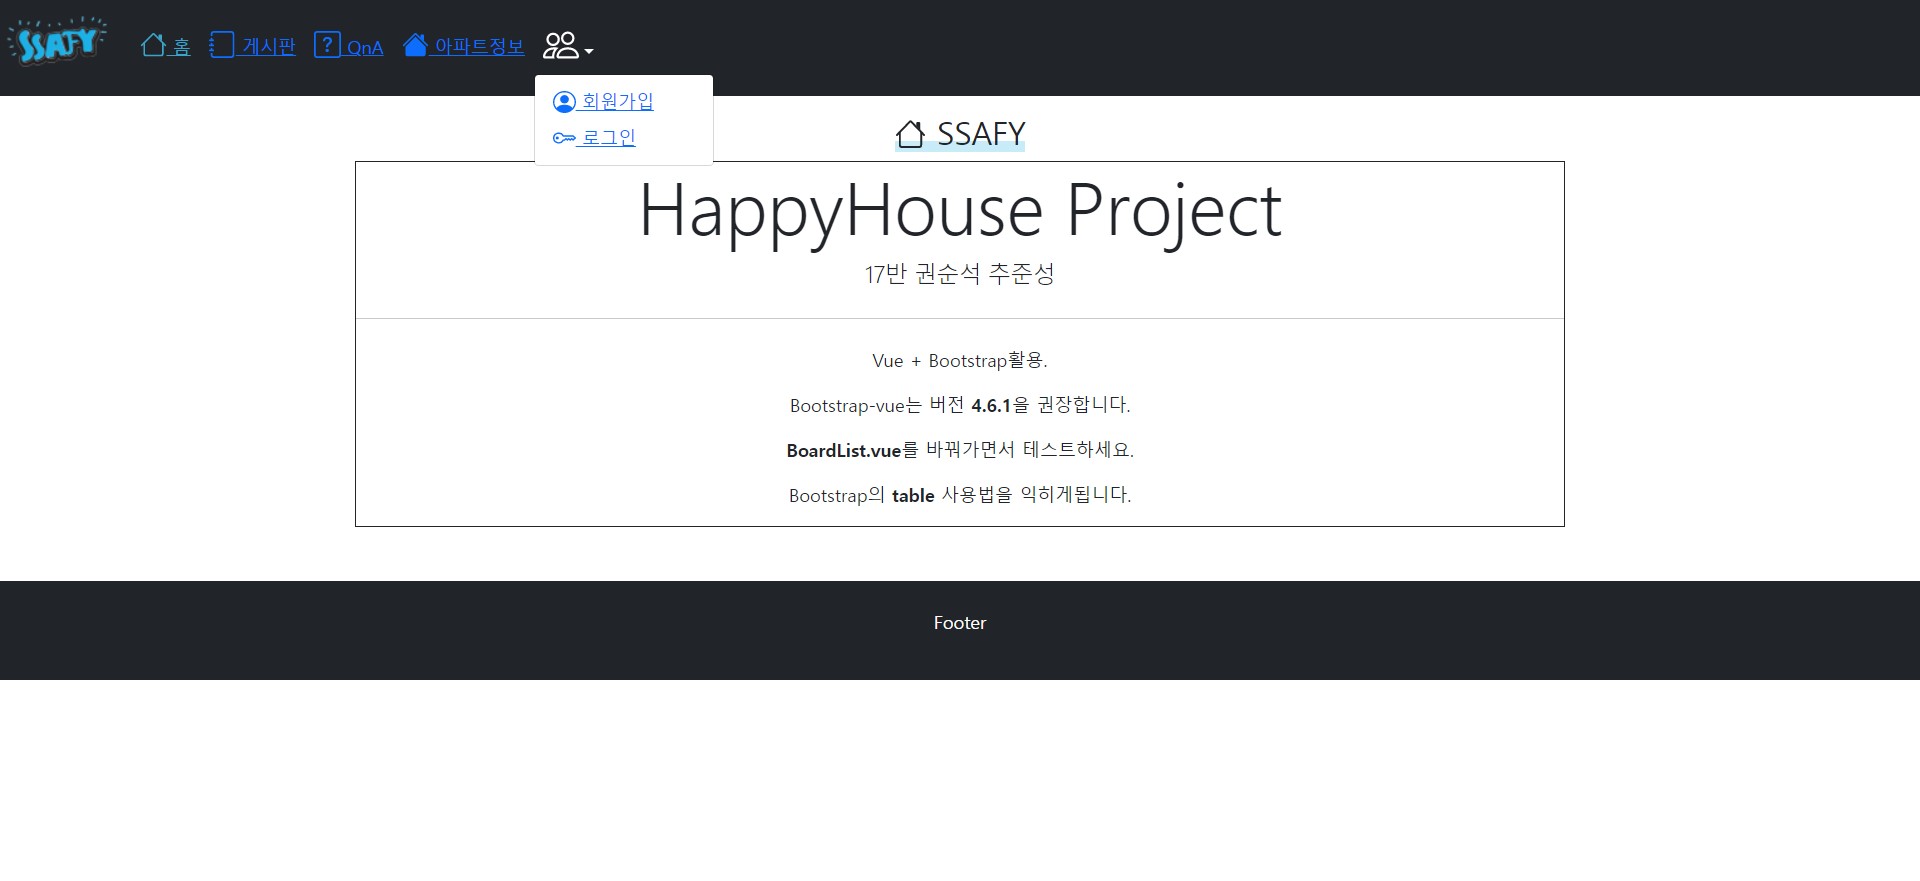 SSAFY 홈 게시판 QnA 아파트정보
회원가입
로그인
SSAFY
HappyHouse Project
17반 권순석 추준성
Vue + Bootstrap활용.
Bootstrap-vue는 버전 4.6.1을 권장합니다.
BoardList.vue를 바꿔가면서 테스트하세요.
Bootstrap의 table 사용법을 익히게됩니다.
Footer